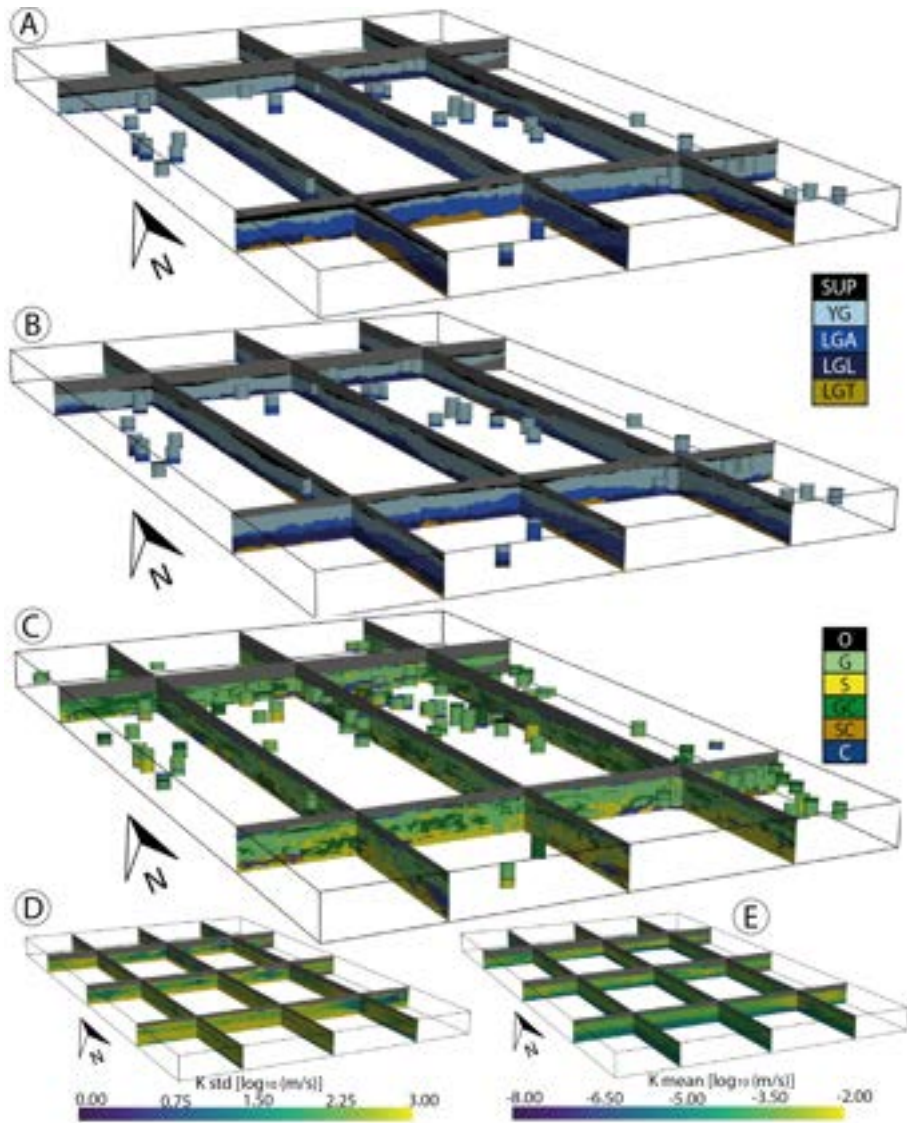 A
N
SUP
YG
LGA
LGL
LGT
B
N
C
O
G
S
GC
SC
C
N
D
E
N
N
K std [log₁₀ (m/s)]
0.00 0.75 1.50 2.25 3.00
K mean [log₁₀ (m/s)]
-8.00 -6.50 -5.00 -3.50 -2.00